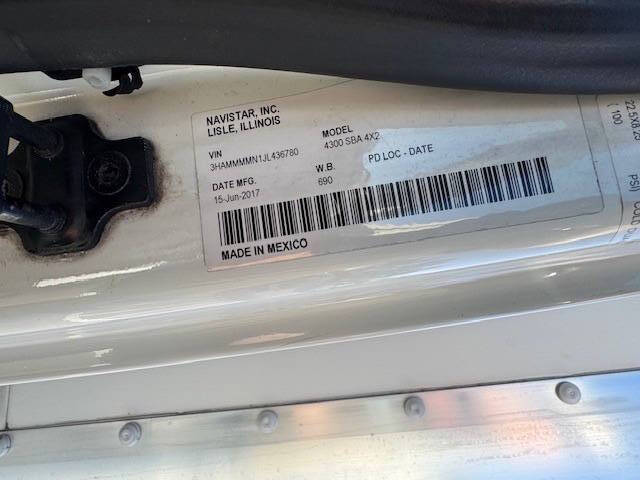 NAVISTAR, INC.
LISLE, ILLINOIS
VIN
3HAMMMMN1JL436780
MODEL
4300 SBA 4X2
DATE MFG.
15-Jun-2017
W.B.
690
PD LOC - DATE
MADE IN MEXICO
( 100
PSI